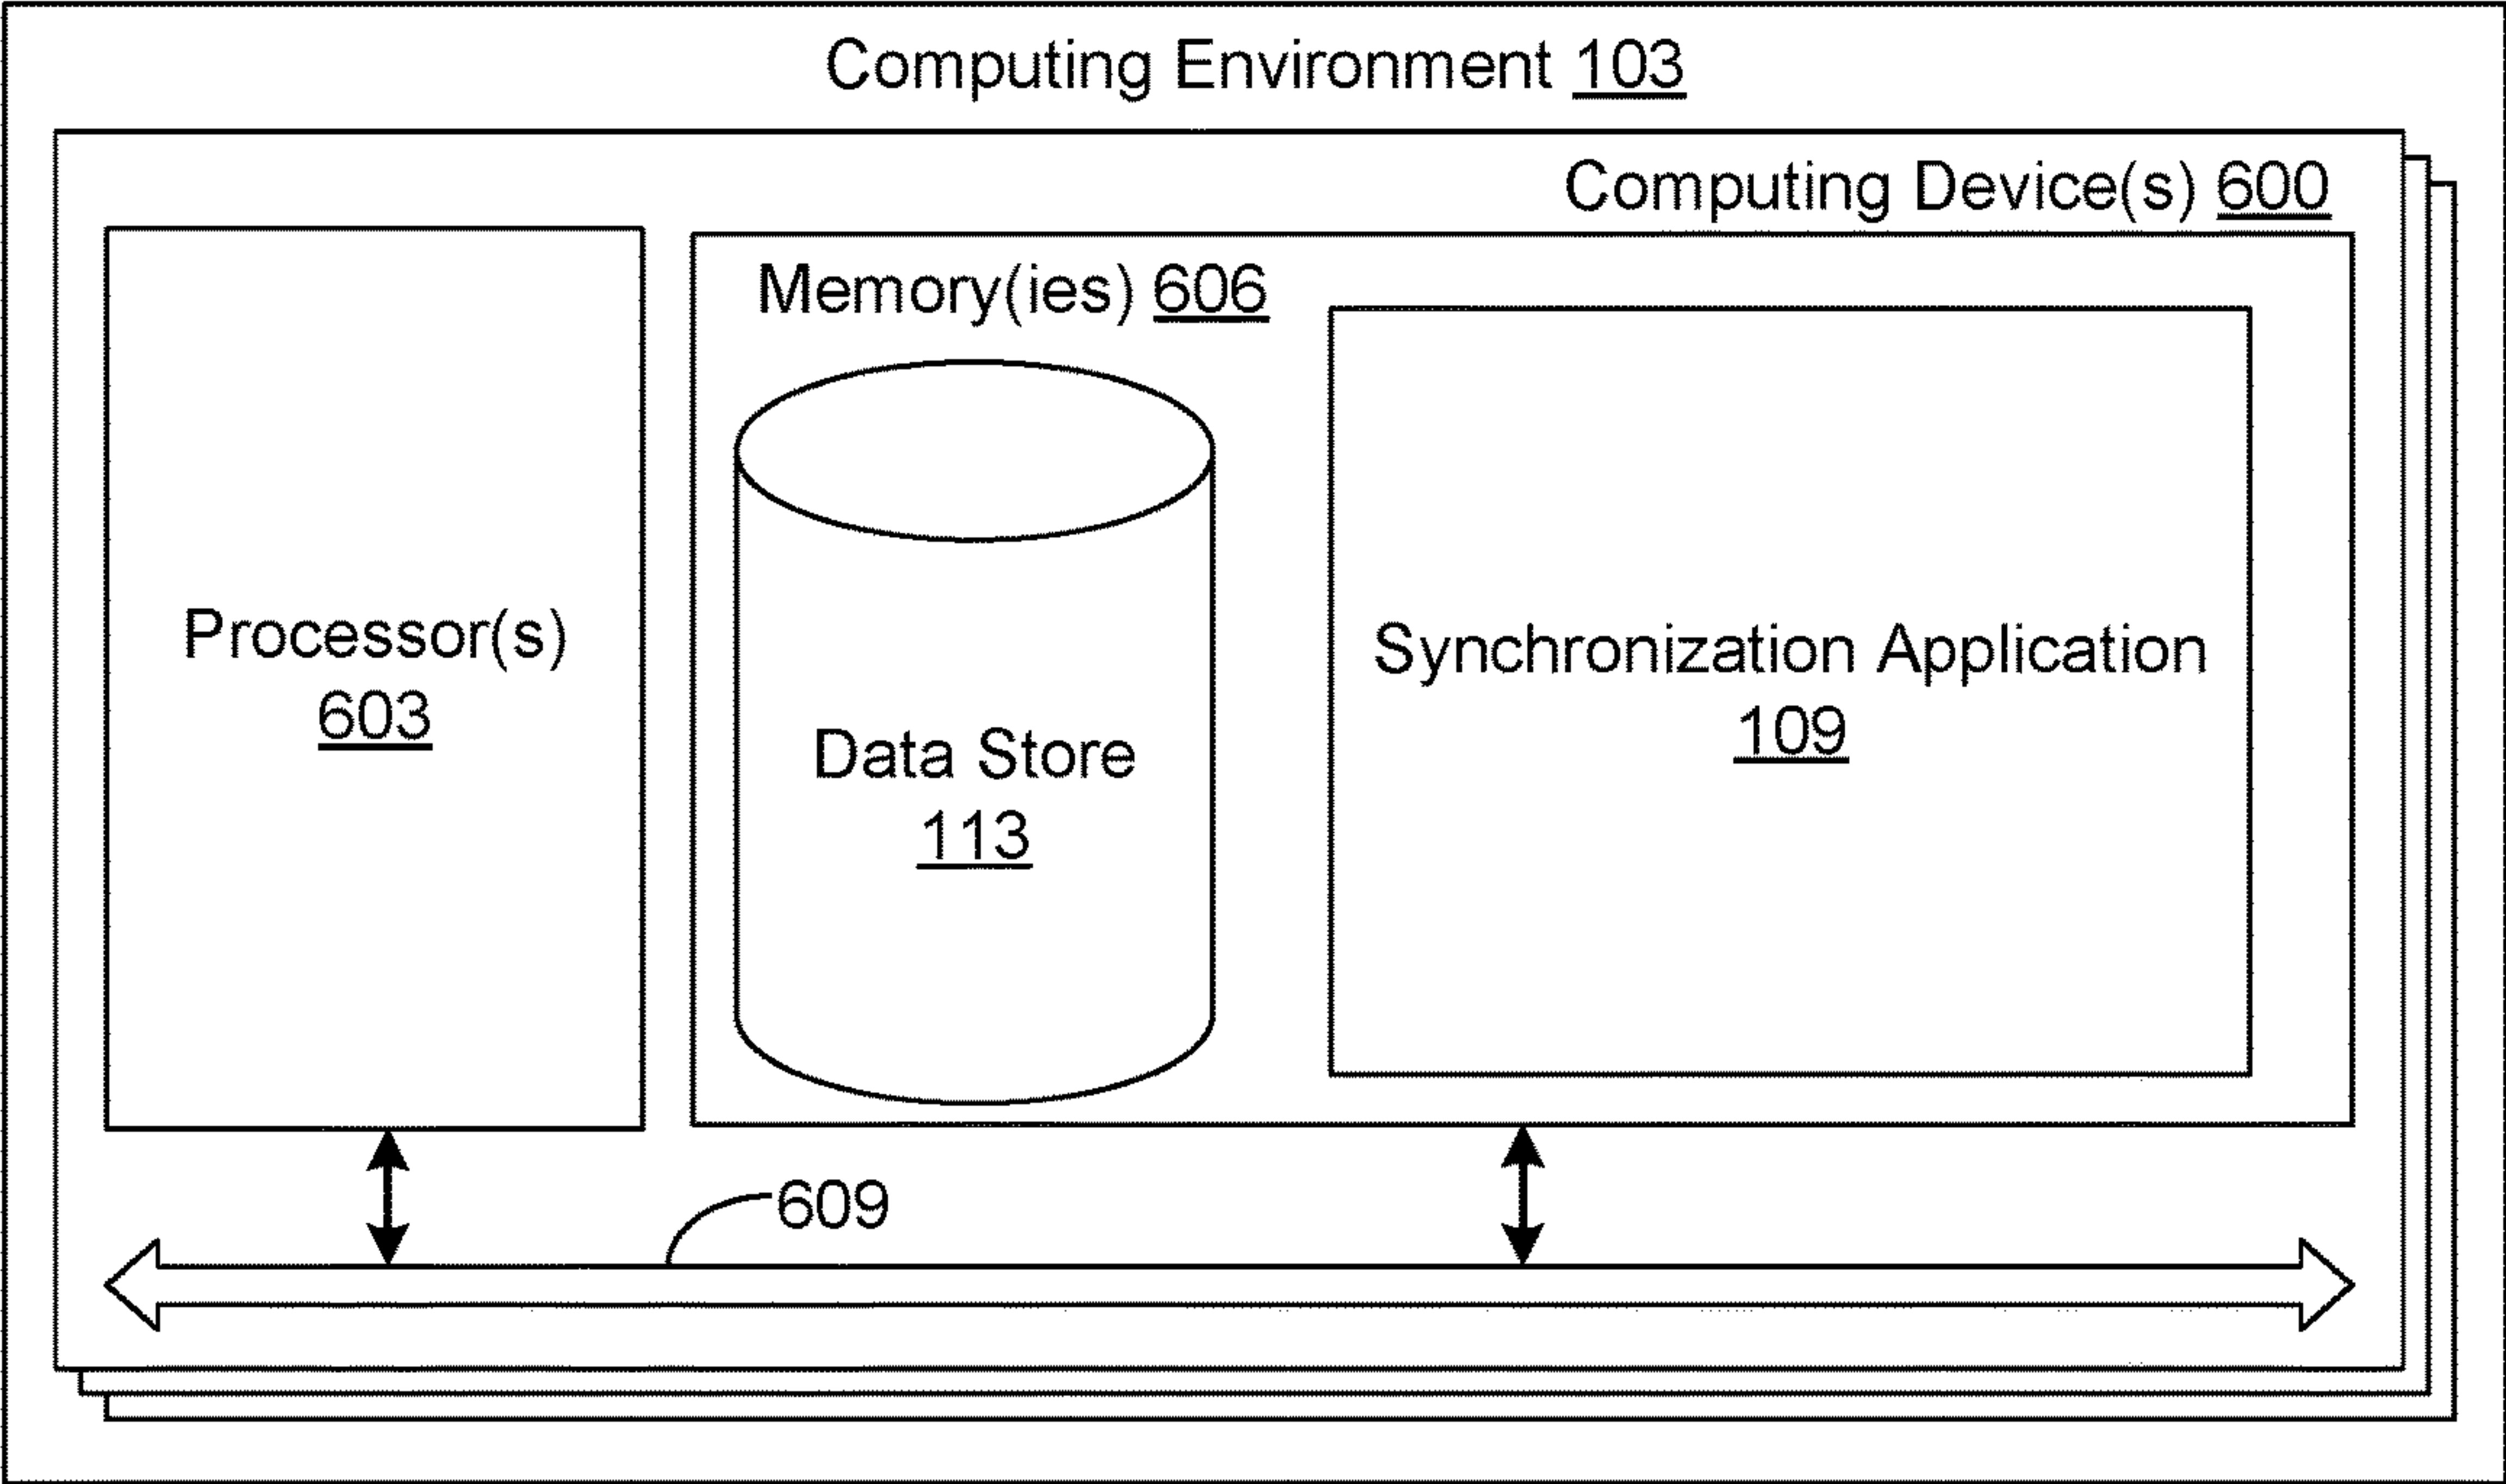 Computing Environment 103
Computing Device(s) 600
Memory(ies) 606
Processor(s)
603
Data Store
113
Synchronization Application
109
609